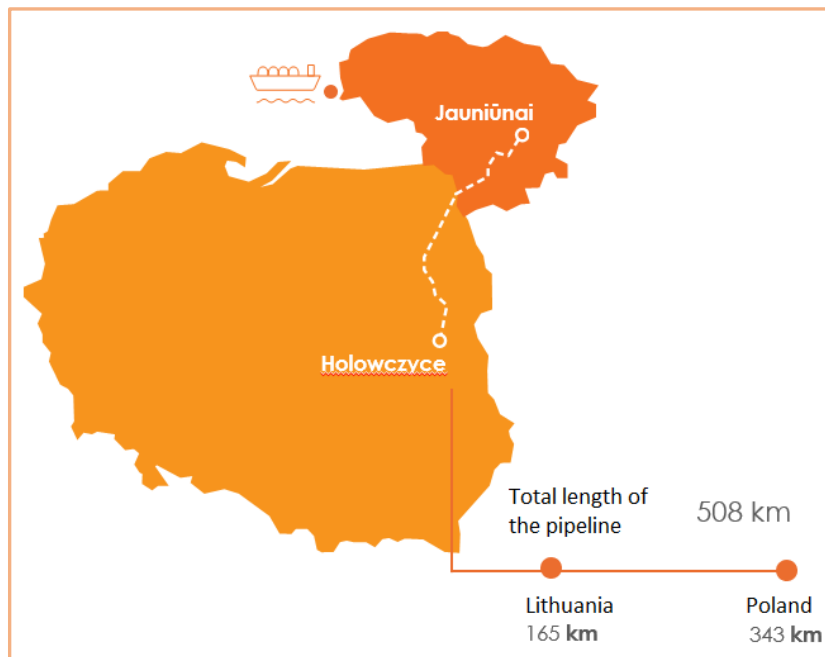 Jauniūnai
Holowczyce
Total length of
the pipeline
508 km
Lithuania
165 km
Poland
343 km